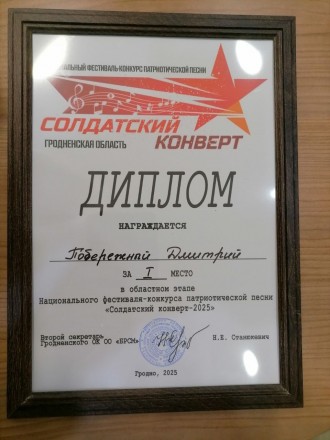 НАЦИОНАЛЬНЫЙ ФЕСТИВАЛЬ-КОНКУРС ПАТРИОТИЧЕСКОЙ ПЕСНИ
СОЛДАТСКИЙ
КОНВЕРТ
ГРОДНЕНСКАЯ ОБЛАСТЬ
ДИПЛОМ
НАГРАЖДАЕТСЯ
Побережный Дмитрий
ЗА I МЕСТО
в областном этапе
Национального фестиваля-конкурса патриотической песни
«Солдатский конверт-2025»
Второй секретарь
Гродненского ОК ОО «БРСМ»
Н.Е. Станкевич
Гродно, 2025